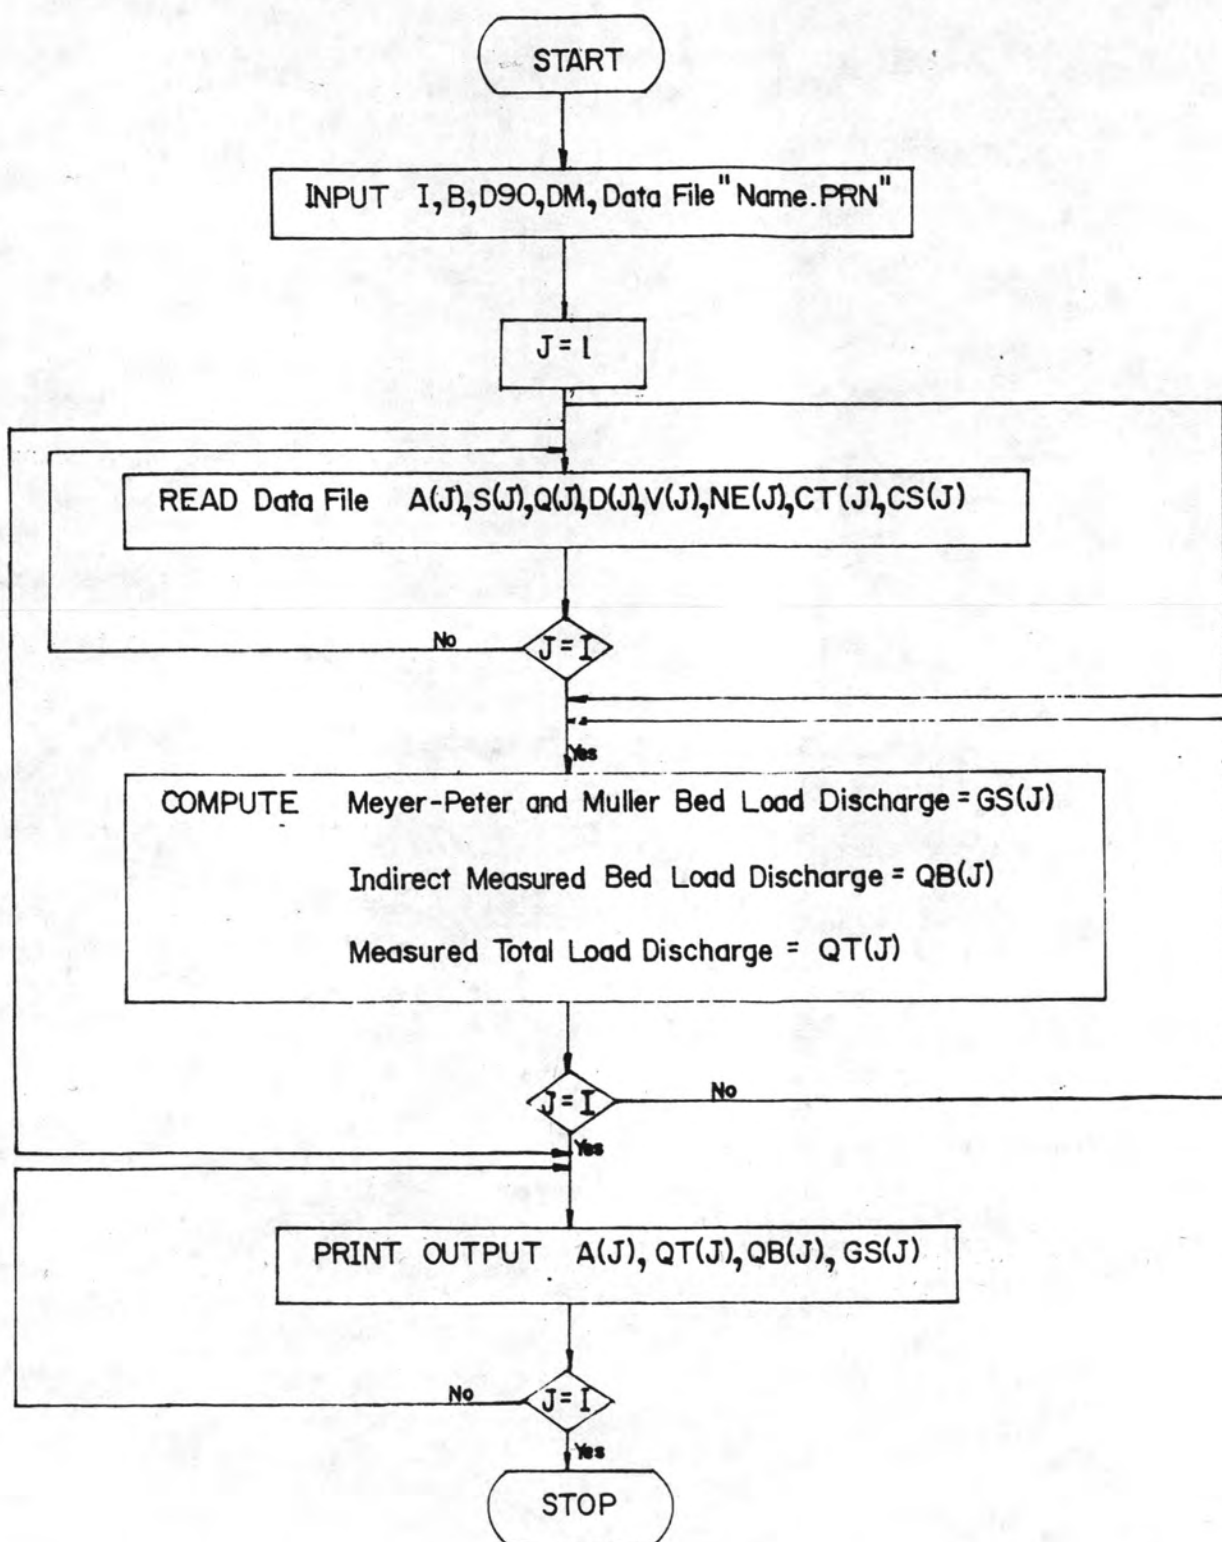 START
INPUT I,B,D90,DM,Data File "Name.PRN"
J = 1
READ Data File A(J),S(J),Q(J),D(J),V(J),NE(J),CT(J),CS(J)
No
J = I
Yes
COMPUTE Meyer-Peter and Muller Bed Load Discharge = GS(J)
Indirect Measured Bed Load Discharge = QB(J)
Measured Total Load Discharge = QT(J)
J = I
No
Yes
PRINT OUTPUT A(J), QT(J), QB(J), GS(J)
No
J = I
Yes
STOP